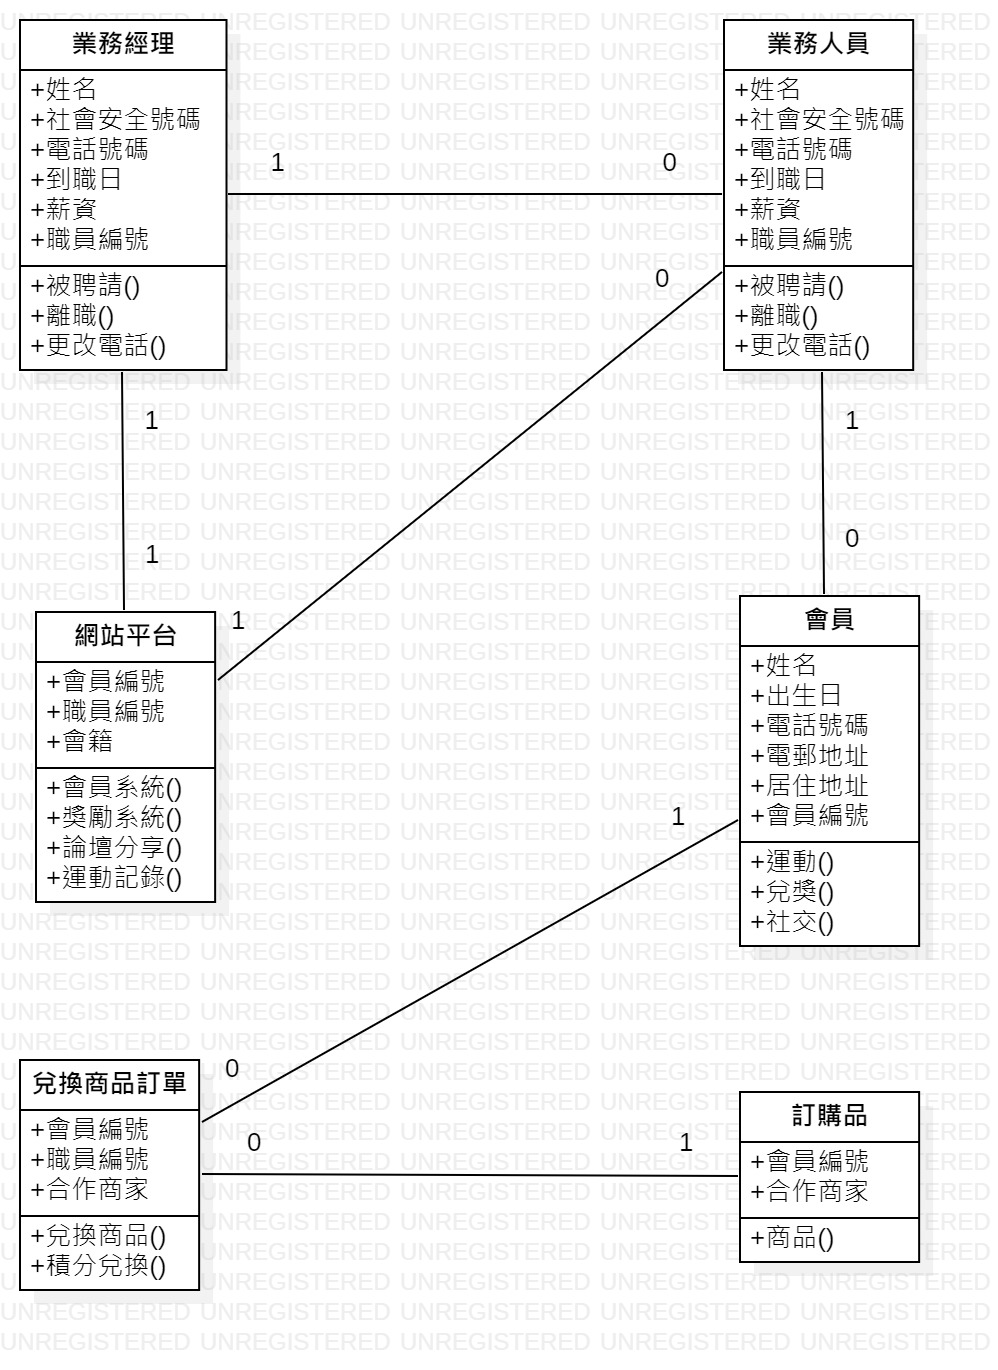 業務經理
+姓名
+社會安全號碼
+電話號碼
+到職日
+薪資
+職員編號
+被聘請()
+離職()
+更改電話()
業務人員
+姓名
+社會安全號碼
+電話號碼
+到職日
+薪資
+職員編號
+被聘請()
+離職()
+更改電話()
1
0
0
1
1
1
0
1
網站平台
+會員編號
+職員編號
+會籍
+會員系統()
+獎勵系統()
+論壇分享()
+運動記錄()
會員
+姓名
+出生日
+電話號碼
+電郵地址
+居住地址
+會員編號
+運動()
+兌獎()
+社交()
1
0
0
1
兌換商品訂單
+會員編號
+職員編號
+合作商家
+兌換商品()
+積分兌換()
訂購品
+會員編號
+合作商家
+商品()
UNREGISTERED